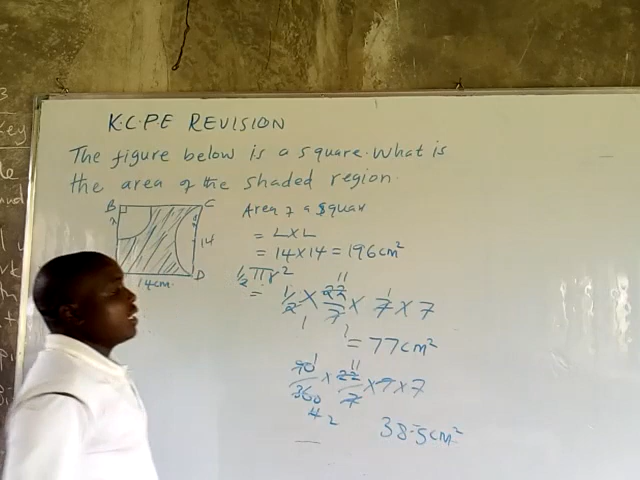 K.C.P.E REVISION
The figure below is a square. What is
the area of the shaded region.
B C
14
D
14cm
Area of a squar
= L X L
= 14 X 14 = 196cm²
½πr²
= 1/2 × 22/7 × 7 × 7
= 77cm²
90/360 × 22/7 × 7 × 7
38.5cm²